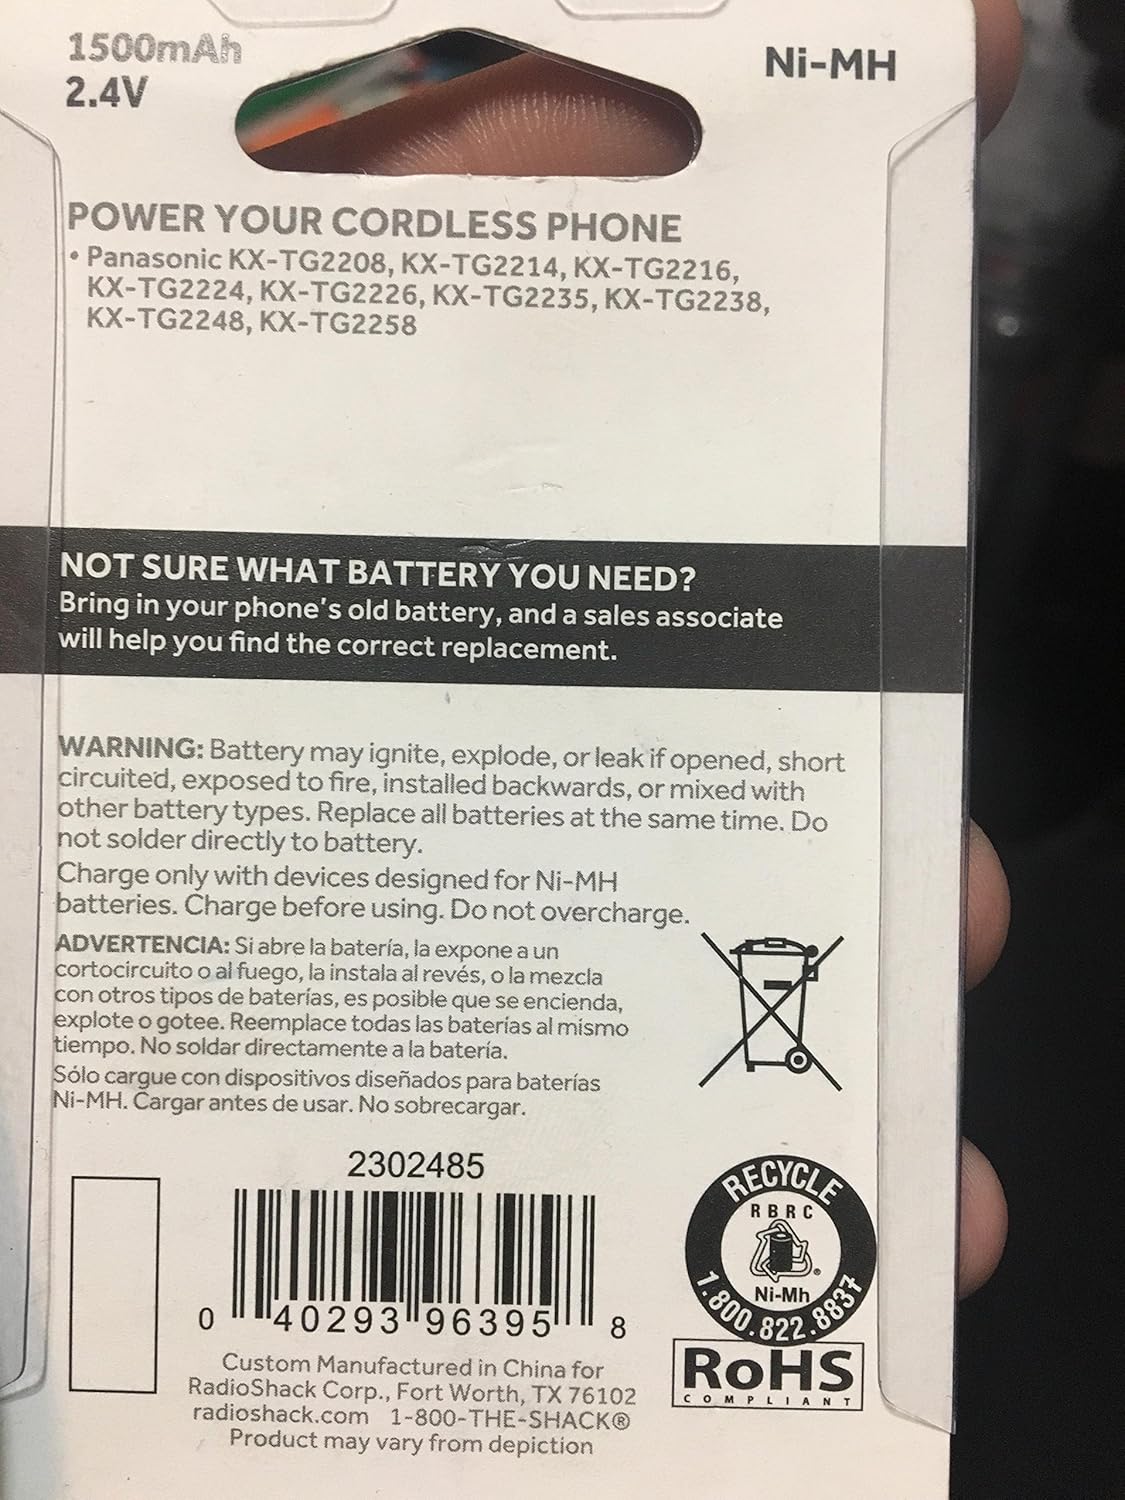 1500mAh
2.4V
Ni-MH
POWER YOUR CORDLESS PHONE
• Panasonic KX-TG2208, KX-TG2214, KX-TG2216,
KX-TG2224, KX-TG2226, KX-TG2235, KX-TG2238,
KX-TG2248, KX-TG2258
NOT SURE WHAT BATTERY YOU NEED?
Bring in your phone's old battery, and a sales associate
will help you find the correct replacement.
WARNING: Battery may ignite, explode, or leak if opened, short
circuited, exposed to fire, installed backwards, or mixed with
other battery types. Replace all batteries at the same time. Do
not solder directly to battery.
Charge only with devices designed for Ni-MH
batteries. Charge before using. Do not overcharge.
ADVERTENCIA: Si abre la batería, la expone a un
cortocircuito o al fuego, la instala al revés, o la mezcla
con otros tipos de baterías, es posible que se encienda,
explote o gotee. Reemplace todas las baterías al mismo
tiempo. No soldar directamente a la batería.
Sólo cargue con dispositivos diseñados para baterías
Ni-MH. Cargar antes de usar. No sobrecargar.
2302485
0 40293 96395 8
Custom Manufactured in China for
RadioShack Corp., Fort Worth, TX 76102
radioshack.com 1-800-THE-SHACK®
Product may vary from depiction
RECYCLE
RBRC
®
Ni-Mh
1.800.822.8837
RoHS
COMPLIANT